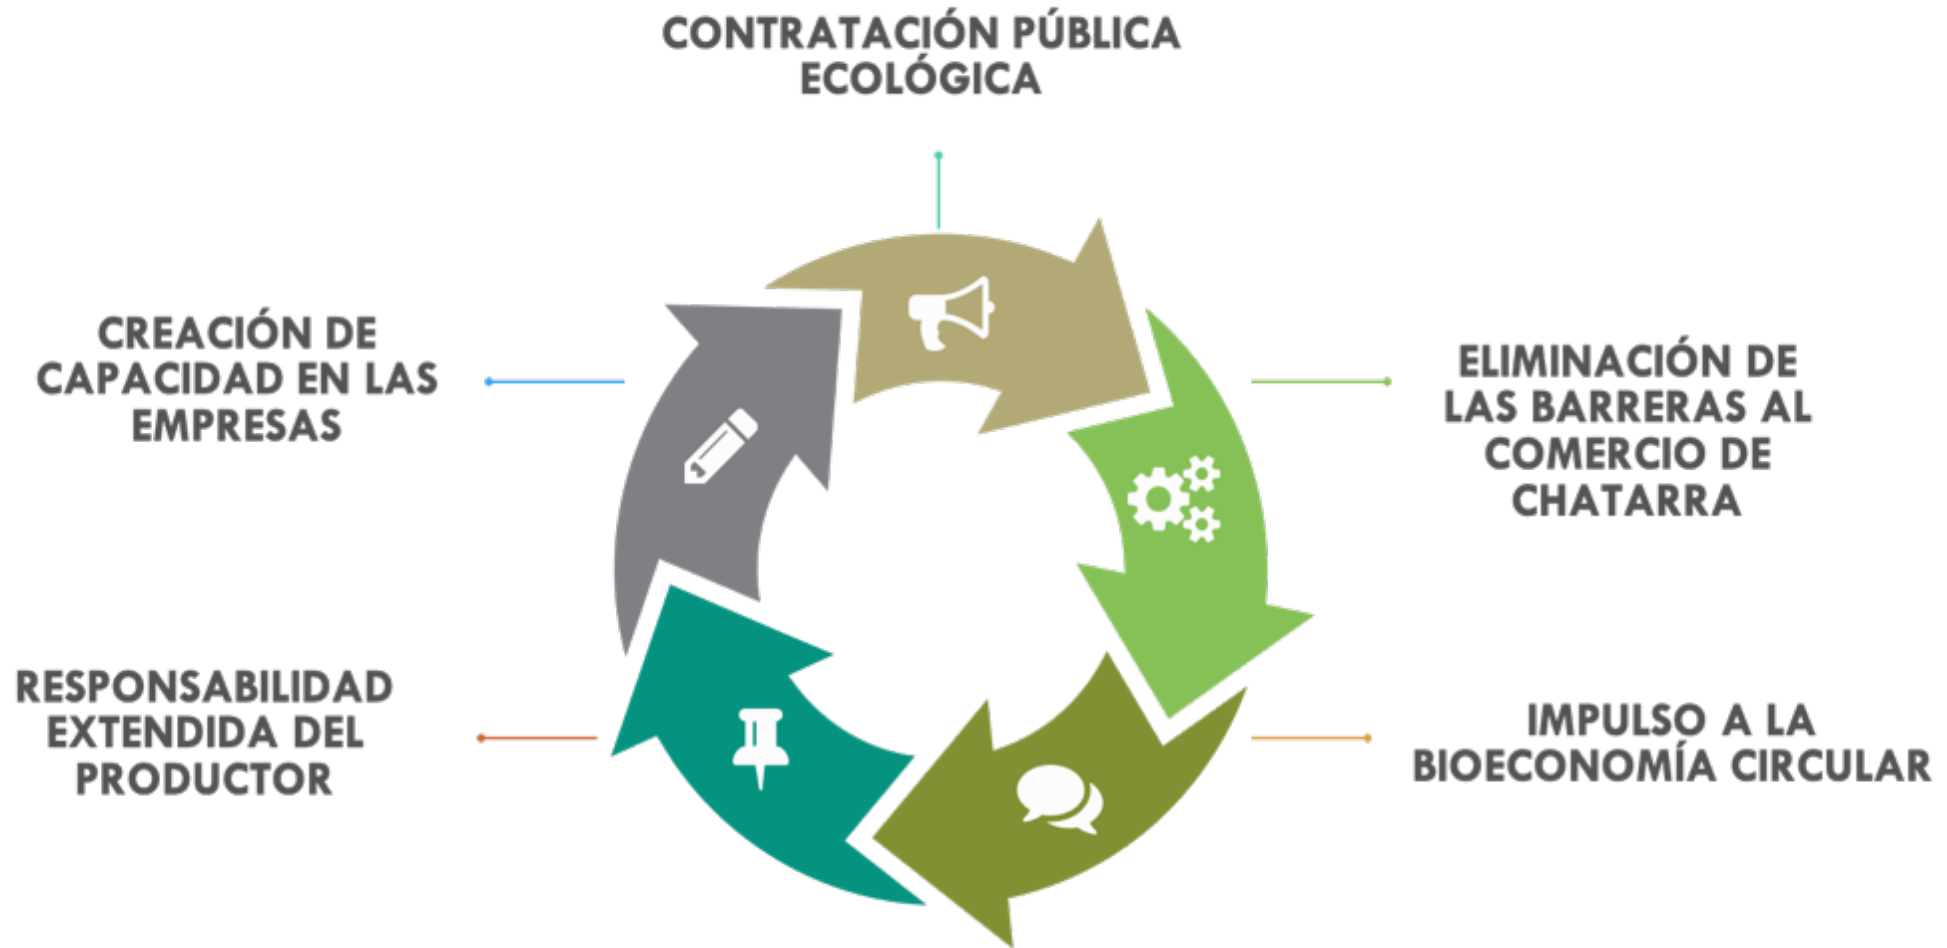 CONTRATACIÓN PÚBLICA
ECOLÓGICA
CREACIÓN DE
CAPACIDAD EN LAS
EMPRESAS
ELIMINACIÓN DE
LAS BARRERAS AL
COMERCIO DE
CHATARRA
RESPONSABILIDAD
EXTENDIDA DEL
PRODUCTOR
IMPULSO A LA
BIOECONOMÍA CIRCULAR